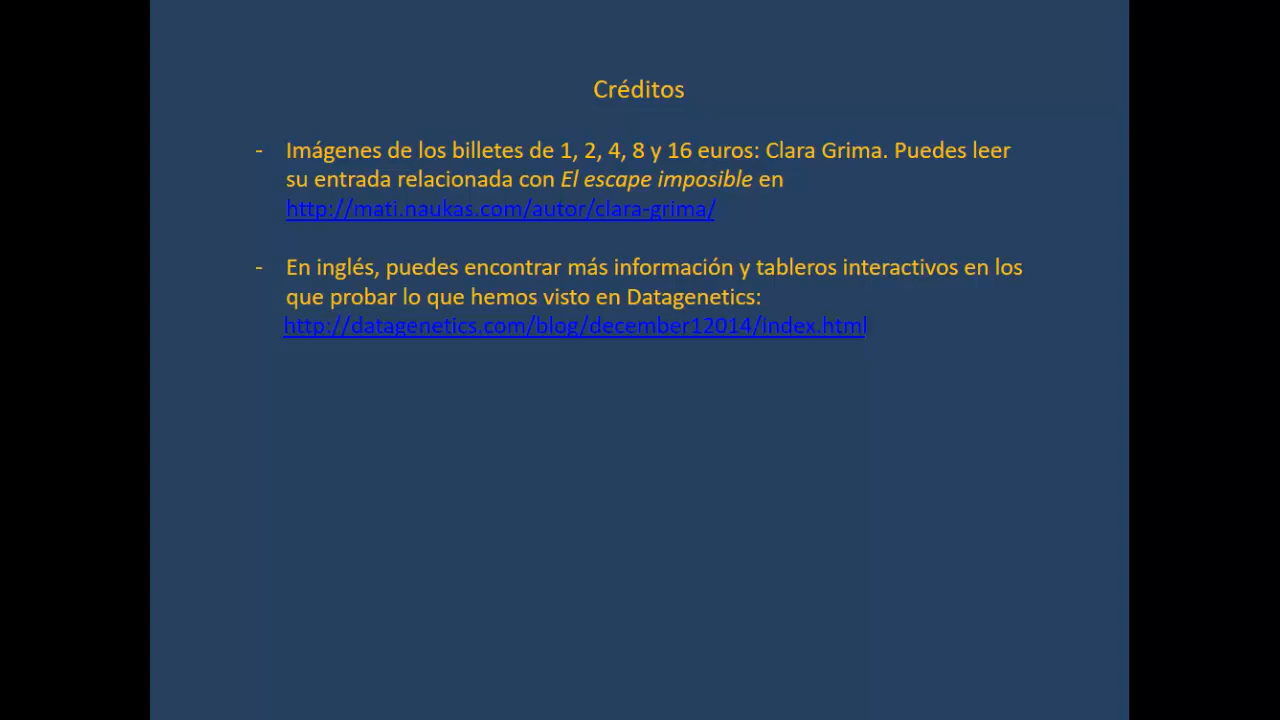 Créditos
- Imágenes de los billetes de 1, 2, 4, 8 y 16 euros: Clara Grima. Puedes leer
su entrada relacionada con El escape imposible en
http://mati.naukas.com/autor/clara-grima/
- En inglés, puedes encontrar más información y tableros interactivos en los
que probar lo que hemos visto en Datagenetics:
http://datagenetics.com/blog/december12014/index.html